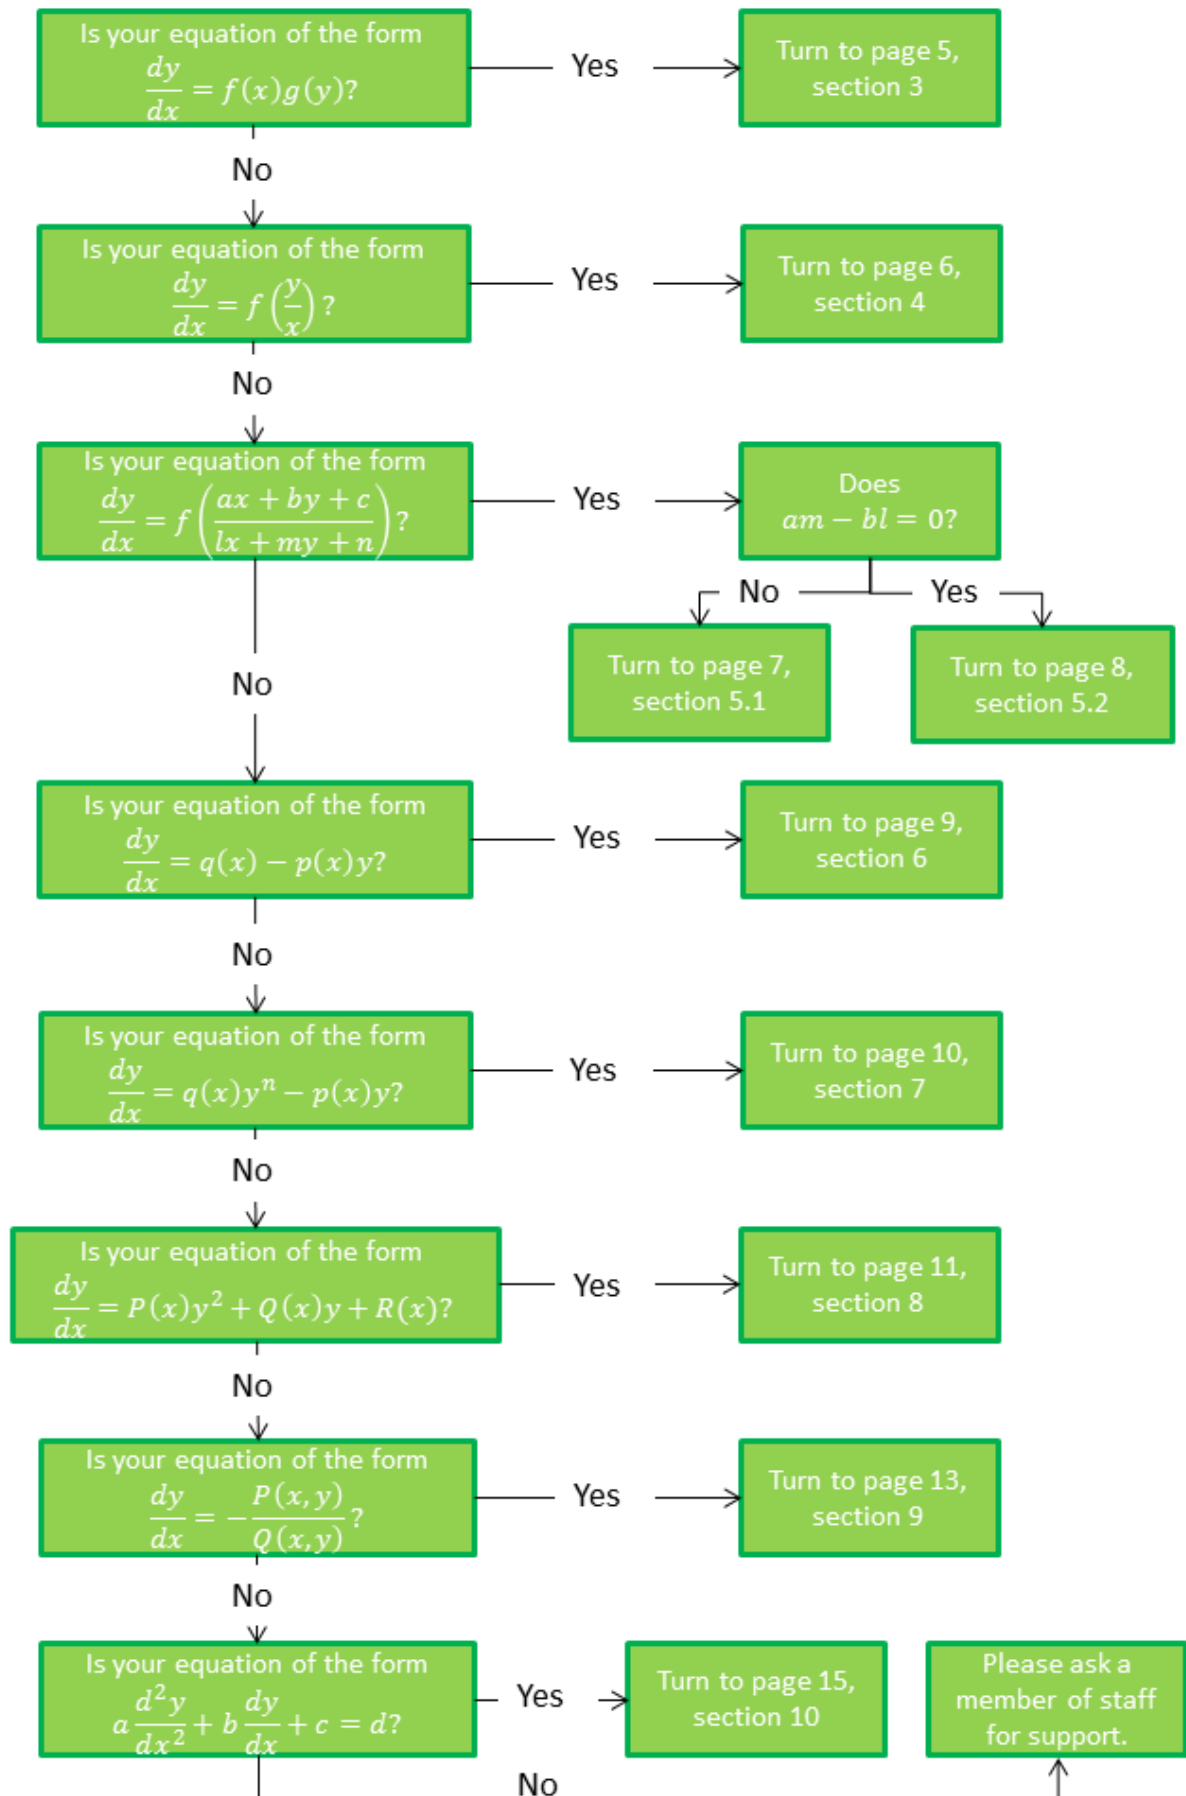 Is your equation of the form
dy/dx = f(x)g(y)?
Yes
Turn to page 5,
section 3
No
Is your equation of the form
dy/dx = f(y/x)?
Yes
Turn to page 6,
section 4
No
Is your equation of the form
dy/dx = f((ax + by + c)/(lx + my + n))?
Yes
Does
am − bl = 0?
No
Yes
Turn to page 7,
section 5.1
Turn to page 8,
section 5.2
No
Is your equation of the form
dy/dx = q(x) − p(x)y?
Yes
Turn to page 9,
section 6
No
Is your equation of the form
dy/dx = q(x)yⁿ − p(x)y?
Yes
Turn to page 10,
section 7
No
Is your equation of the form
dy/dx = P(x)y² + Q(x)y + R(x)?
Yes
Turn to page 11,
section 8
No
Is your equation of the form
dy/dx = −P(x,y)/Q(x,y)?
Yes
Turn to page 13,
section 9
No
Is your equation of the form
a d²y/dx² + b dy/dx + c = d?
Yes
Turn to page 15,
section 10
No
Please ask a
member of staff
for support.